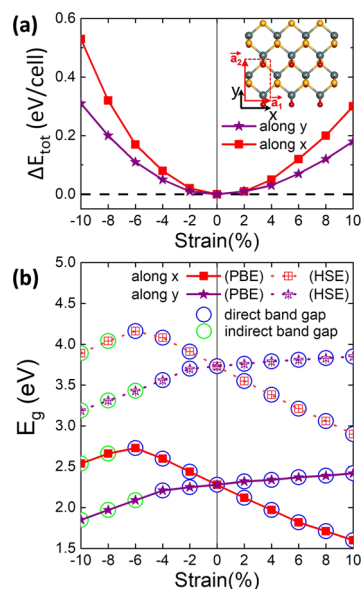 (a)
ΔE_tot (eV/cell)
0.6
0.4
0.2
0.0
a₂
a₁
y
x
along y
along x
-10 -8 -6 -4 -2 0 2 4 6 8 10
Strain(%)
(b)
E_g (eV)
5.0
4.5
4.0
3.5
3.0
2.5
2.0
1.5
along x (PBE) (HSE)
along y (PBE) (HSE)
direct band gap
indirect band gap
-10 -8 -6 -4 -2 0 2 4 6 8 10
Strain(%)